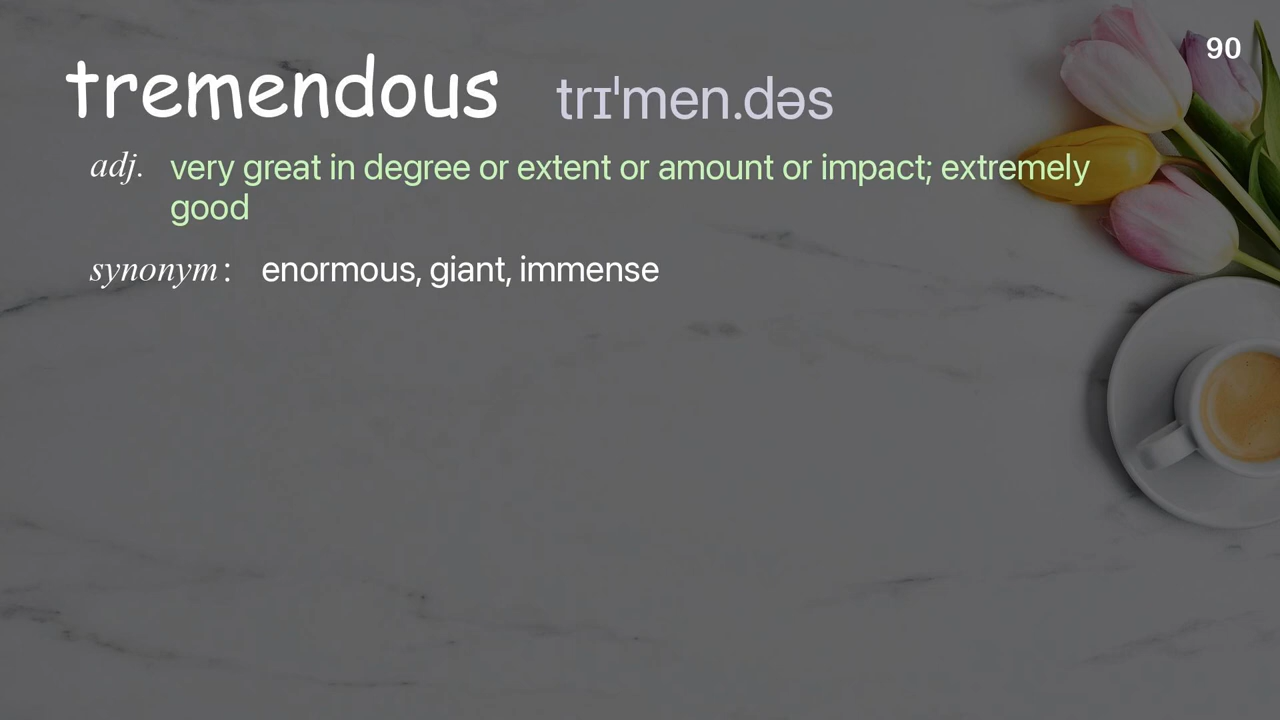 90
tremendous trɪˈmen.dəs
adj. very great in degree or extent or amount or impact; extremely
good
synonym : enormous, giant, immense